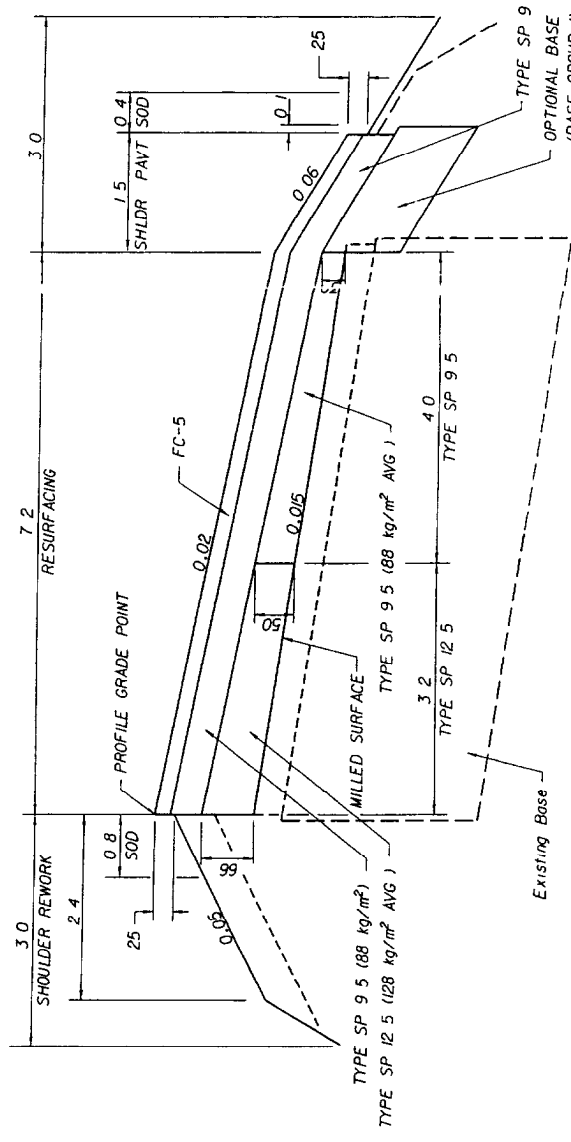 3 0
SHOULDER REWORK
7 2
RESURFACING
3 0
1 5
SHLDR PAVT
0 4
SOD
2 4
0 8
SOD
25
PROFILE GRADE POINT
0 1
25
0.05
0.02
FC-5
0.06
66
50
0.015
MILLED SURFACE
TYPE SP 9 5 (88 kg/m²)
TYPE SP 12 5 (128 kg/m² AVG )
TYPE SP 9 5 (88 kg/m² AVG )
3 2
TYPE SP 12 5
4 0
TYPE SP 9 5
TYPE SP 9
OPTIONAL BASE
Existing Base